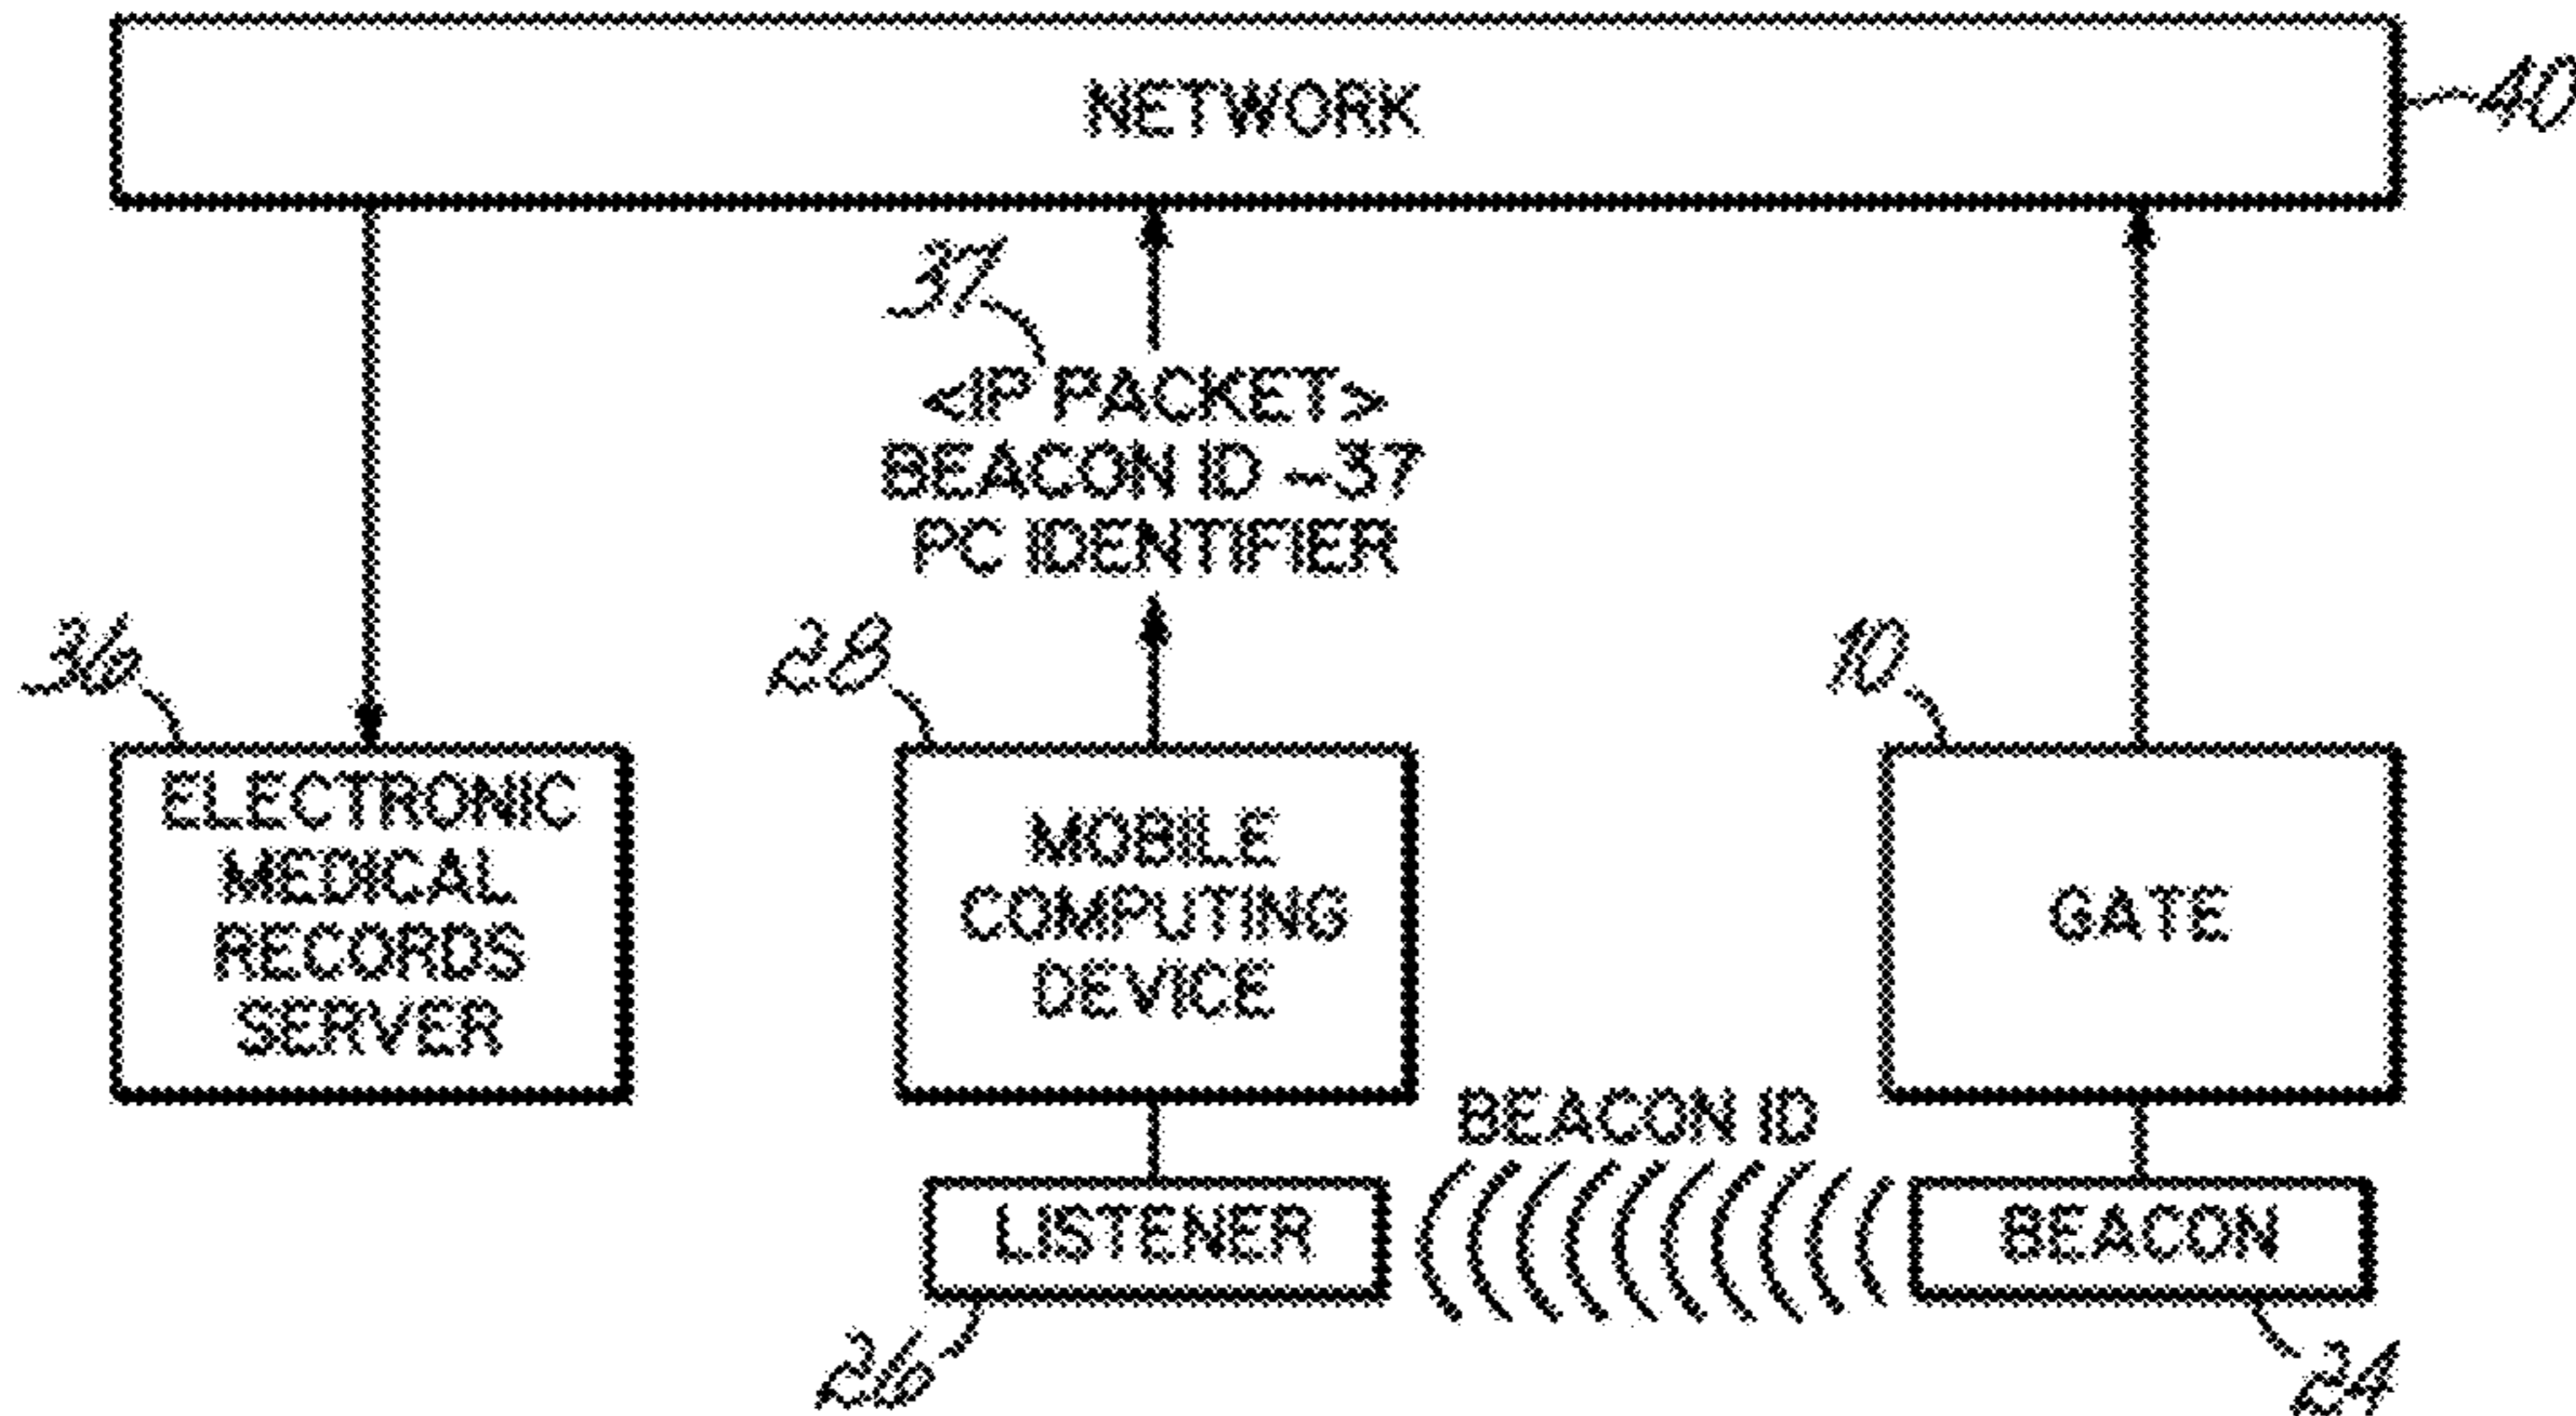 NETWORK
40
37
<IP PACKET>
BEACON ID ~37
PC IDENTIFIER
36
28
10
ELECTRONIC
MEDICAL
RECORDS
SERVER
MOBILE
COMPUTING
DEVICE
GATE
BEACON ID
LISTENER
BEACON
26
24